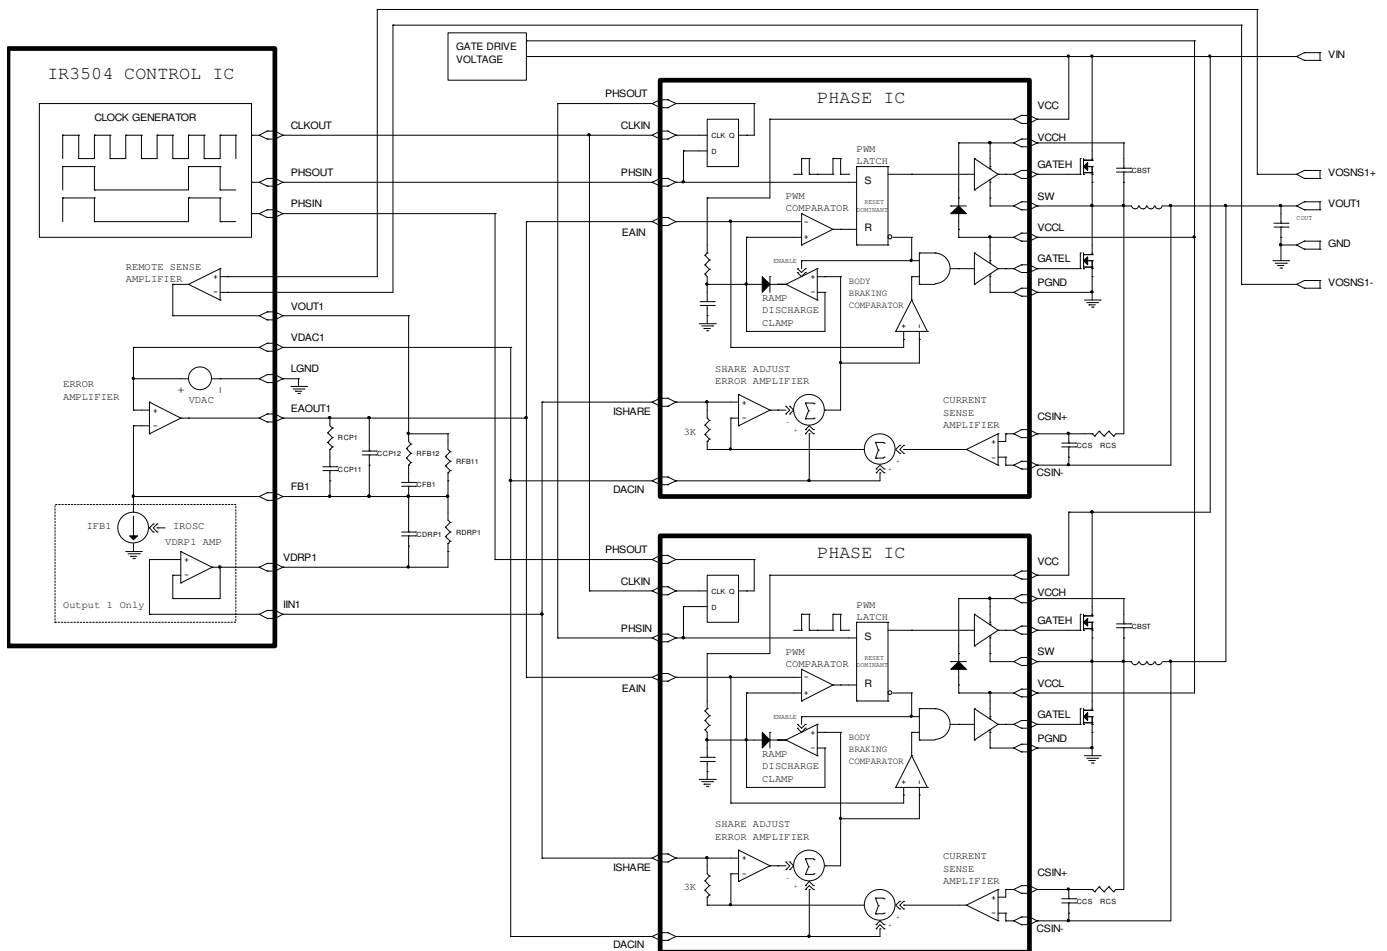 GATE DRIVE
VOLTAGE
VIN
IR3504 CONTROL IC
CLOCK GENERATOR
CLKOUT
PHSOUT
PHSIN
REMOTE SENSE
AMPLIFIER
VOUT1
VDAC1
LGND
ERROR
AMPLIFIER
+ VDAC -
EAOUT1
RCP1
CCP11
CCP12
RFB12
CFB1
RFB11
FB1
IFB1
IROSC
VDRP1 AMP
VDRP1
CDRP1
RDRP1
Output 1 Only
IIN1
PHASE IC
PHSOUT
CLKIN
PHSIN
EAIN
ISHARE
DACIN
CLK Q
D
PWM
LATCH
S
RESET
DOMINANT
R
PWM
COMPARATOR
ENABLE
RAMP
DISCHARGE
CLAMP
BODY
BRAKING
COMPARATOR
SHARE ADJUST
ERROR AMPLIFIER
3K
Σ
Σ
CURRENT
SENSE
AMPLIFIER
VCC
VCCH
GATEH
SW
VCCL
GATEL
PGND
CSIN+
CSIN-
CBST
CCS
RCS
VOSNS1+
VOUT1
COUT
GND
VOSNS1-
PHASE IC
PHSOUT
CLKIN
PHSIN
EAIN
ISHARE
DACIN
CLK Q
D
PWM
LATCH
S
RESET
DOMINANT
R
PWM
COMPARATOR
ENABLE
RAMP
DISCHARGE
CLAMP
BODY
BRAKING
COMPARATOR
SHARE ADJUST
ERROR AMPLIFIER
3K
Σ
Σ
CURRENT
SENSE
AMPLIFIER
VCC
VCCH
GATEH
SW
VCCL
GATEL
PGND
CSIN+
CSIN-
CBST
CCS
RCS